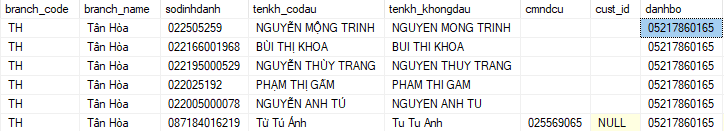 branch_code branch_name sodinhdanh tenkh_codau tenkh_khongdau cmndcu cust_id danhbo
TH Tân Hòa 022505259 NGUYỄN MỘNG TRINH NGUYEN MONG TRINH 05217860165
TH Tân Hòa 022166001968 BÙI THỊ KHOA BUI THI KHOA 05217860165
TH Tân Hòa 022195000529 NGUYỄN THÙY TRANG NGUYEN THUY TRANG 05217860165
TH Tân Hòa 022025192 PHẠM THỊ GẤM PHAM THI GAM 05217860165
TH Tân Hòa 022005000078 NGUYỄN ANH TÚ NGUYEN ANH TU 05217860165
TH Tân Hòa 087184016219 Từ Tú Ánh Tu Tu Anh 025569065 NULL 05217860165